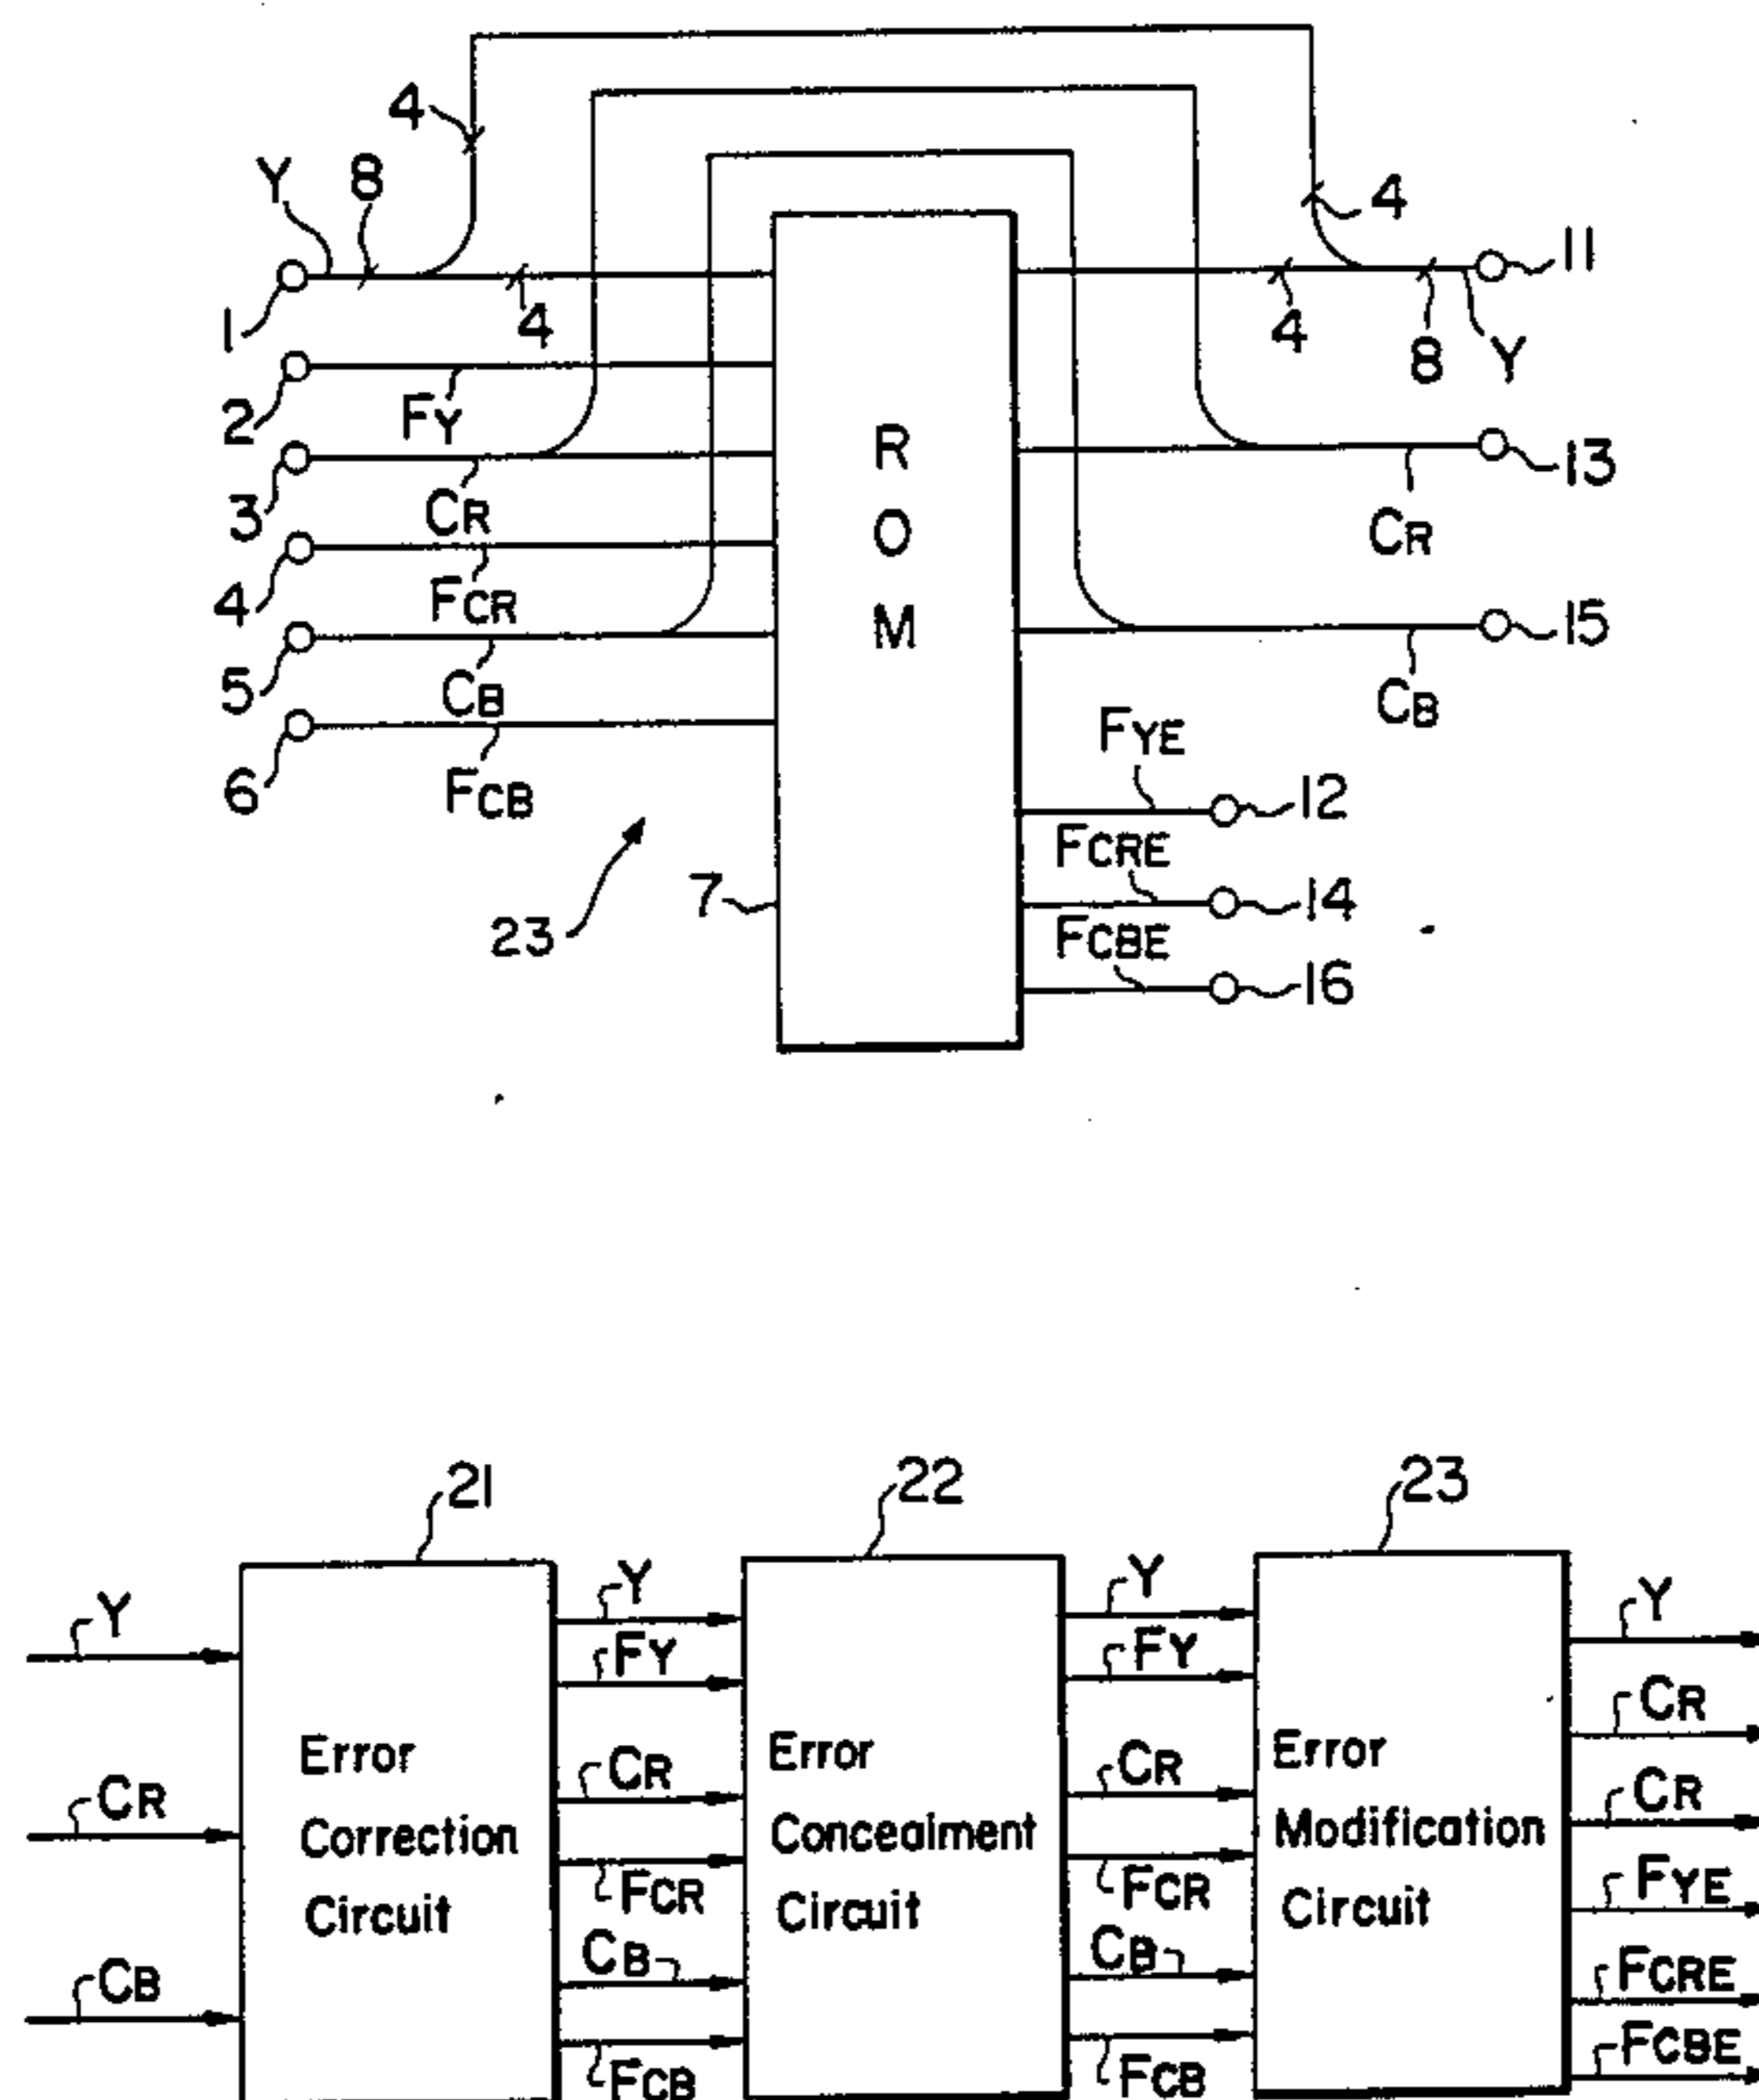 4
Y 8 4
11
1 4 4 8 Y
2 FY
3 CR R 13
CR
4 FCR O
15
5 CB M CB
6 FCB FYE 12
FCRE
23 7 14
FCBE
16
21 22 23
Y Y Y Y
FY FY
CR
CR CR CR CR
Error Correction Circuit
Error Concealment Circuit
Error Modification Circuit
FCR FCR FYE
CB CB CB FCRE
FCB FCB FCBE